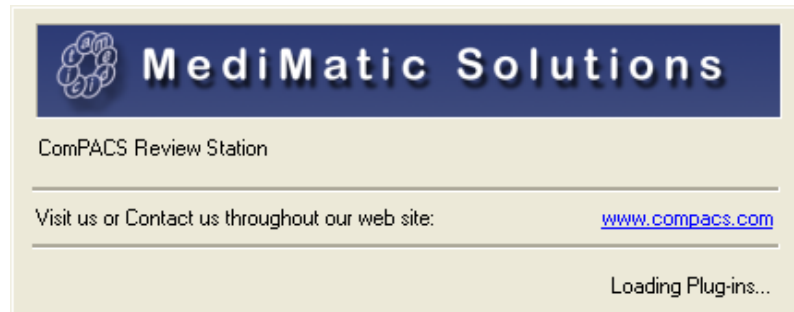 MediMatic Solutions
ComPACS Review Station
Visit us or Contact us throughout our web site: www.compacs.com
Loading Plug-ins...